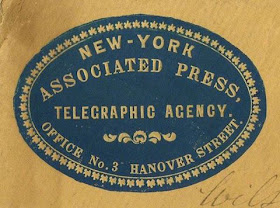 NEW-YORK
ASSOCIATED PRESS,
TELEGRAPHIC AGENCY.
OFFICE No. 3 HANOVER STREET.